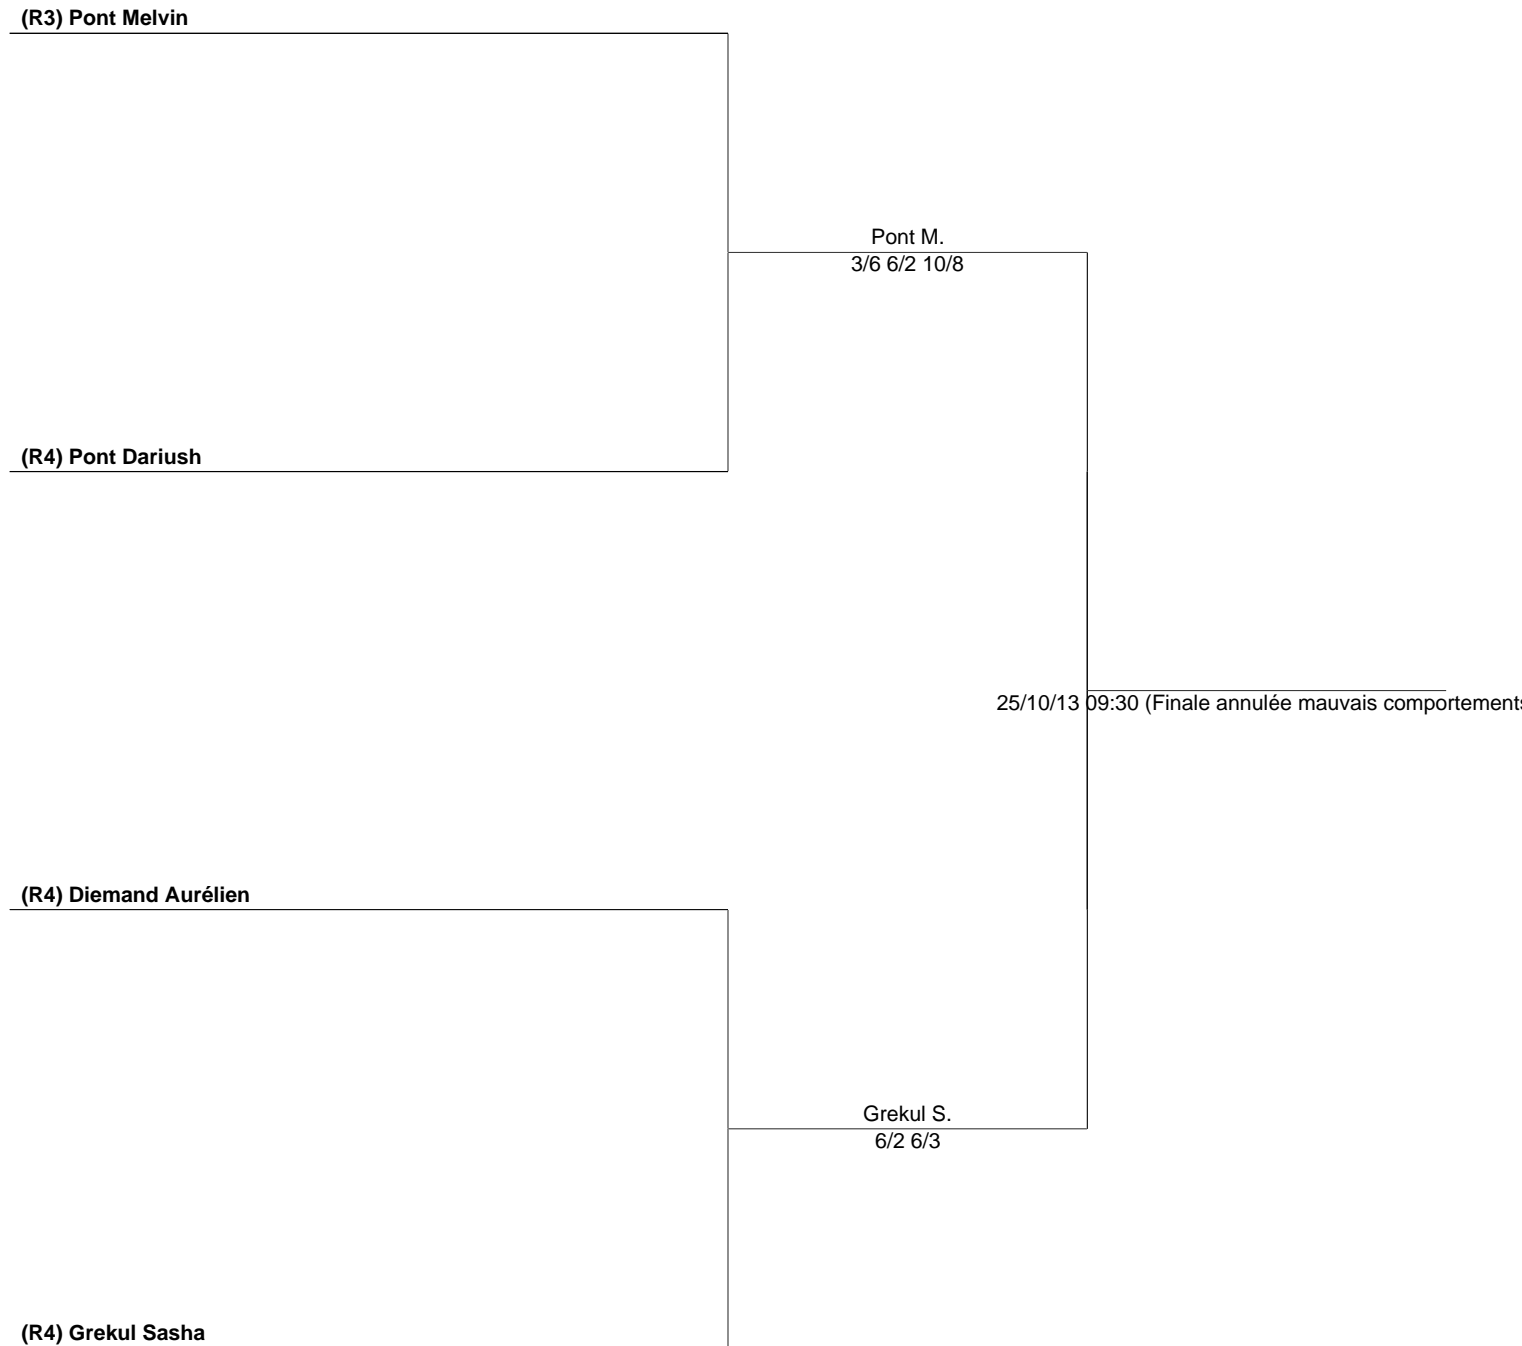 (R3) Pont Melvin
Pont M.
3/6 6/2 10/8
(R4) Pont Dariush
25/10/13 09:30 (Finale annulée mauvais comportements
(R4) Diemand Aurélien
Grekul S.
6/2 6/3
(R4) Grekul Sasha